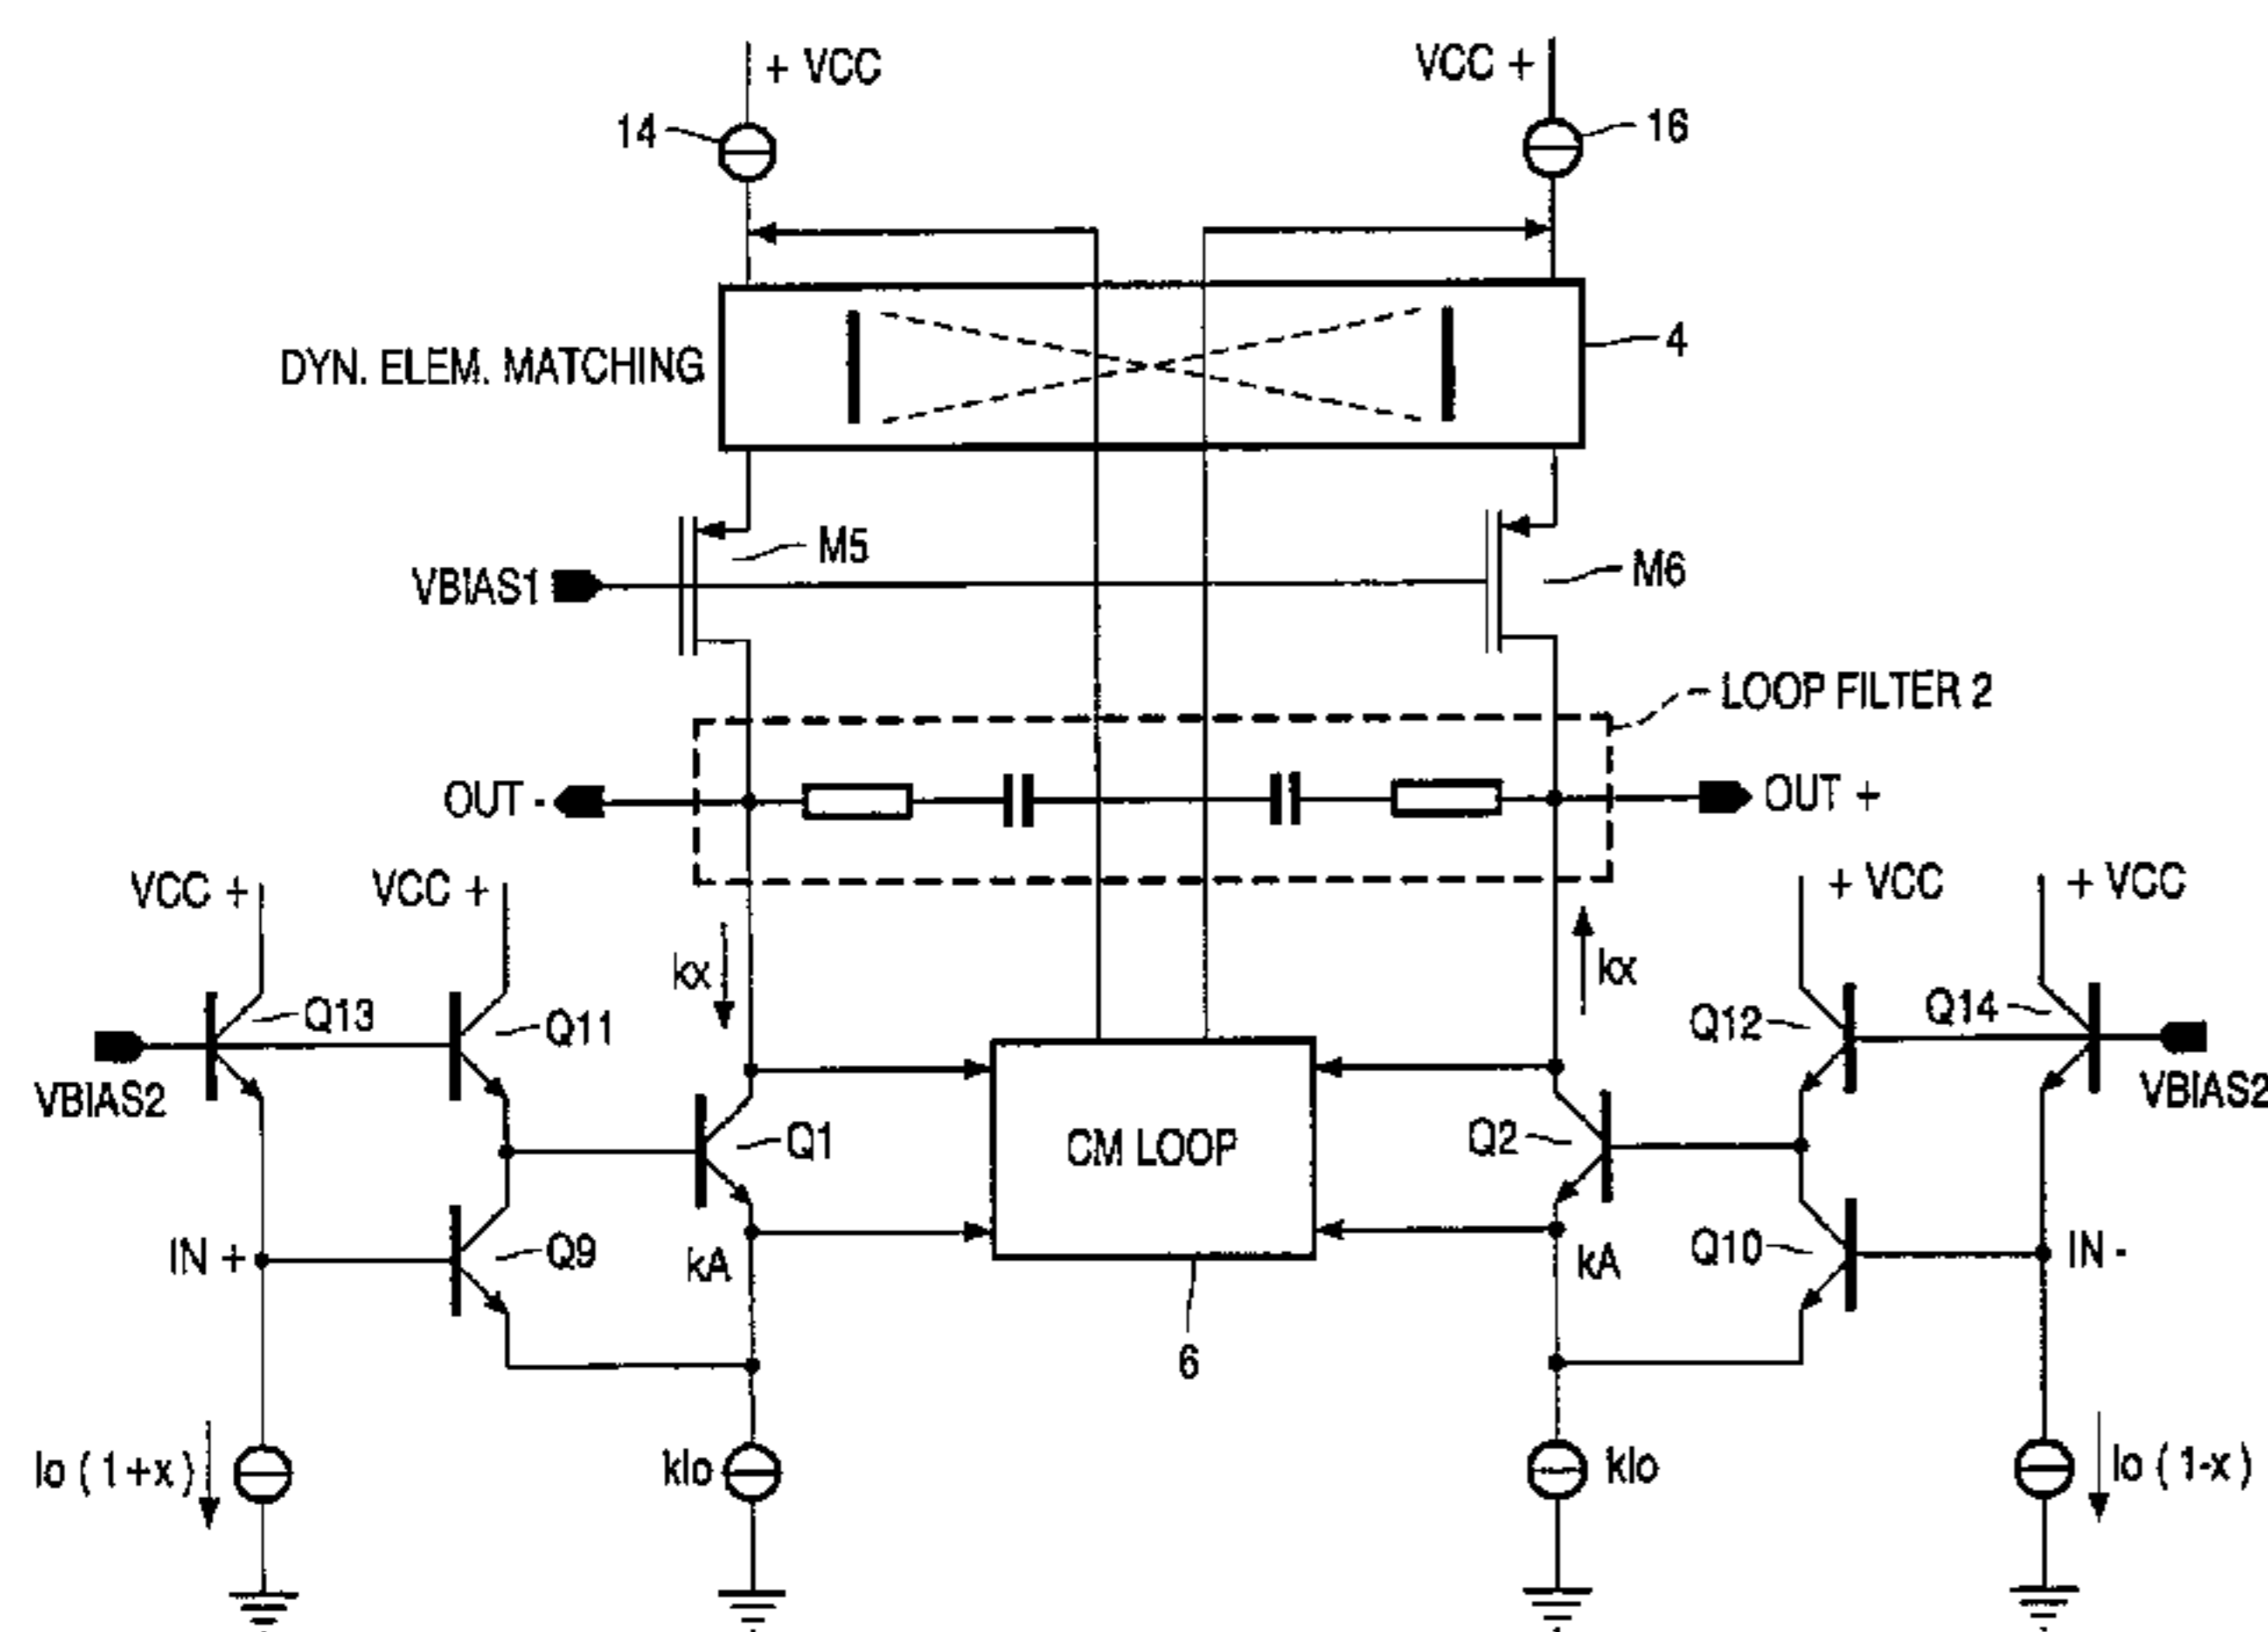 + VCC
VCC +
14
16
DYN. ELEM. MATCHING
4
M5
VBIAS1
M6
LOOP FILTER 2
OUT -
OUT +
VCC +
VCC +
+ VCC
+ VCC
kx
kx
Q13
Q11
Q12
Q14
VBIAS2
VBIAS2
Q1
CM LOOP
Q2
IN +
Q9
kA
kA
Q10
IN -
6
Io ( 1+x )
kIo
kIo
Io ( 1-x )